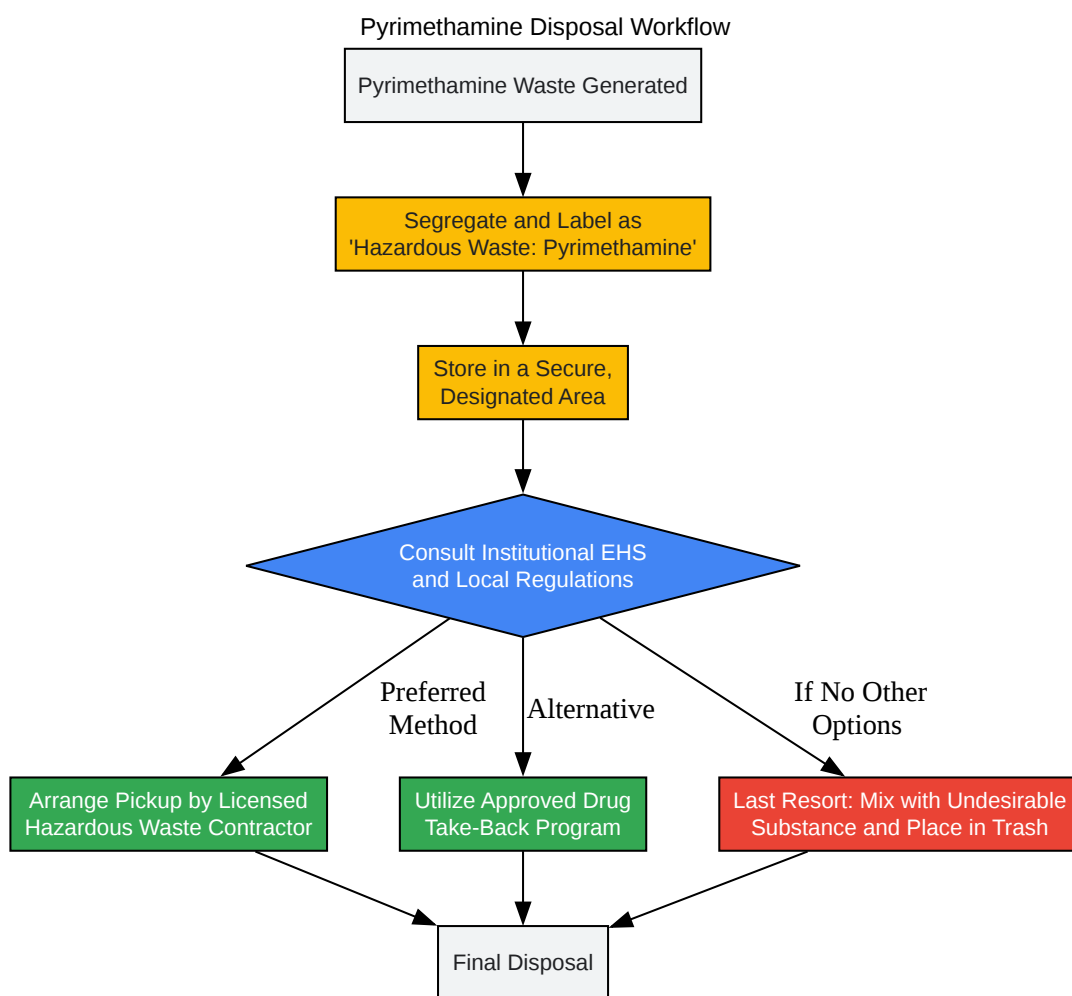 Pyrimethamine Disposal Workflow
Pyrimethamine Waste Generated
Segregate and Label as
'Hazardous Waste: Pyrimethamine'
Store in a Secure,
Designated Area
Consult Institutional EHS
and Local Regulations
Preferred
Method
Alternative
If No Other
Options
Arrange Pickup by Licensed
Hazardous Waste Contractor
Utilize Approved Drug
Take-Back Program
Last Resort: Mix with Undesirable
Substance and Place in Trash
Final Disposal